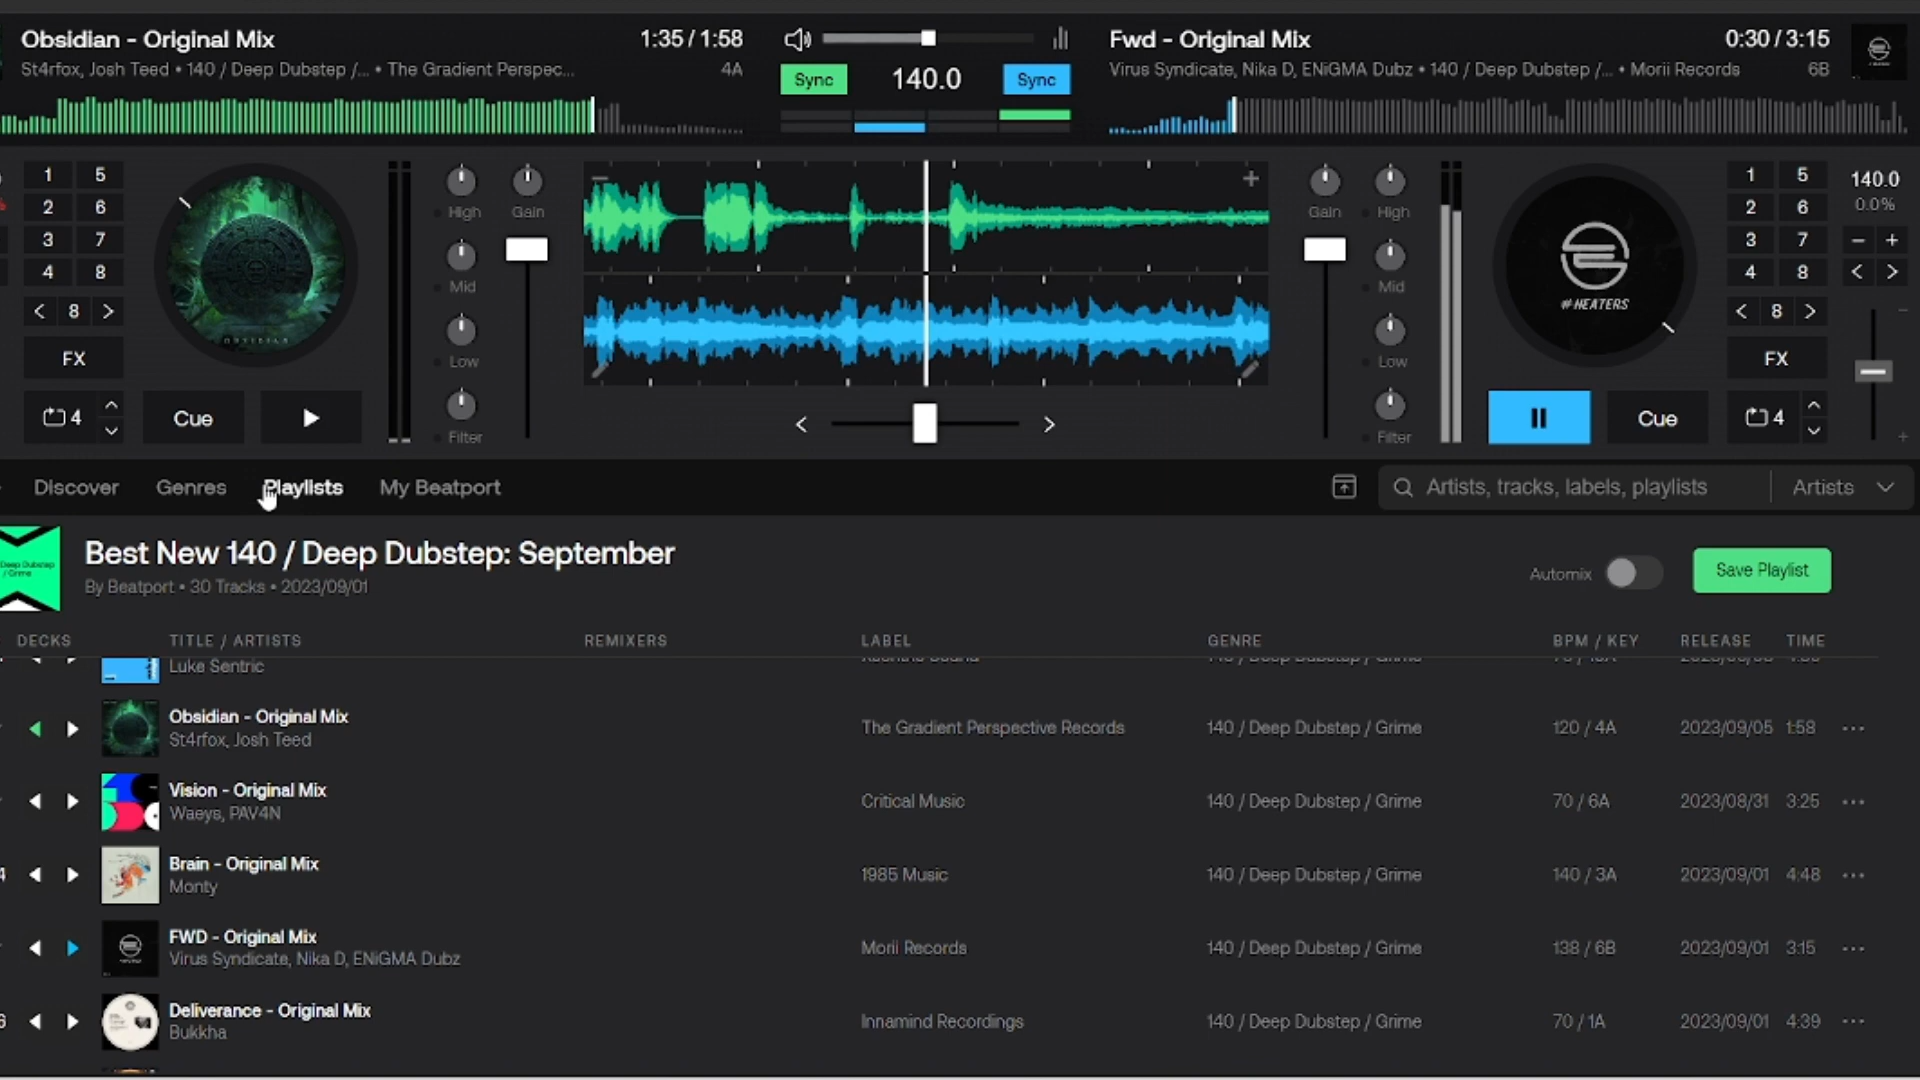 Obsidian - Original Mix
1:35 / 1:58
St4rfox, Josh Teed • 140 / Deep Dubstep /... • The Gradient Perspec...
4A
Sync
140.0
Sync
Fwd - Original Mix
0:30 / 3:15
Virus Syndicate, Nika D, ENiGMA Dubz • 140 / Deep Dubstep /... • Morii Records
6B
1 5
2 6
3 7
4 8
< 8 >
FX
4
Cue
High
Gain
Mid
Low
Filter
OBSIDIAN
Gain
High
Mid
Low
Filter
#HEATERS
1 5
2 6
3 7
4 8
< 8 >
FX
Cue
4
140.0
0.0%
Discover
Genres
Playlists
My Beatport
Artists, tracks, labels, playlists
Artists
Deep Dubstep
/ Grime
Best New 140 / Deep Dubstep: September
By Beatport • 30 Tracks • 2023/09/01
Automix
Save Playlist
DECKS
TITLE / ARTISTS
REMIXERS
LABEL
GENRE
BPM / KEY
RELEASE
TIME
Luke Sentric
Obsidian - Original Mix
St4rfox, Josh Teed
The Gradient Perspective Records
140 / Deep Dubstep / Grime
120 / 4A
2023/09/05
1:58
Vision - Original Mix
Waeys, PAV4N
Critical Music
140 / Deep Dubstep / Grime
70 / 6A
2023/08/31
3:25
Brain - Original Mix
Monty
1985 Music
140 / Deep Dubstep / Grime
140 / 3A
2023/09/01
4:48
FWD - Original Mix
Virus Syndicate, Nika D, ENiGMA Dubz
Morii Records
140 / Deep Dubstep / Grime
138 / 6B
2023/09/01
3:15
Deliverance - Original Mix
Bukkha
Innamind Recordings
140 / Deep Dubstep / Grime
70 / 1A
2023/09/01
4:39